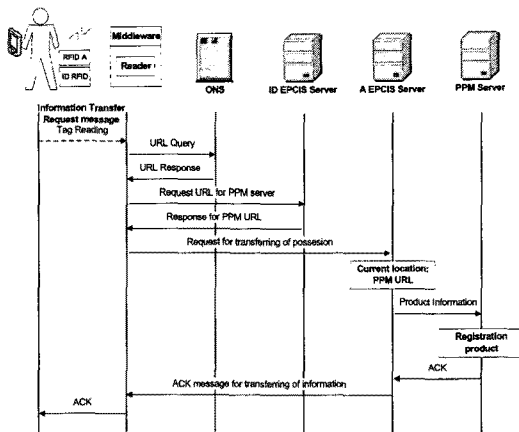 RFID A
ID RFID
Middleware
Reader
ONS
ID EPCIS Server
A EPCIS Server
PPM Server
Information Transfer
Request message
Tag Reading
URL Query
URL Response
Request URL for PPM server
Response for PPM URL
Request for transferring of possesion
Current location:
PPM URL
Product Information
Registration
product
ACK
ACK message for transferring of information
ACK